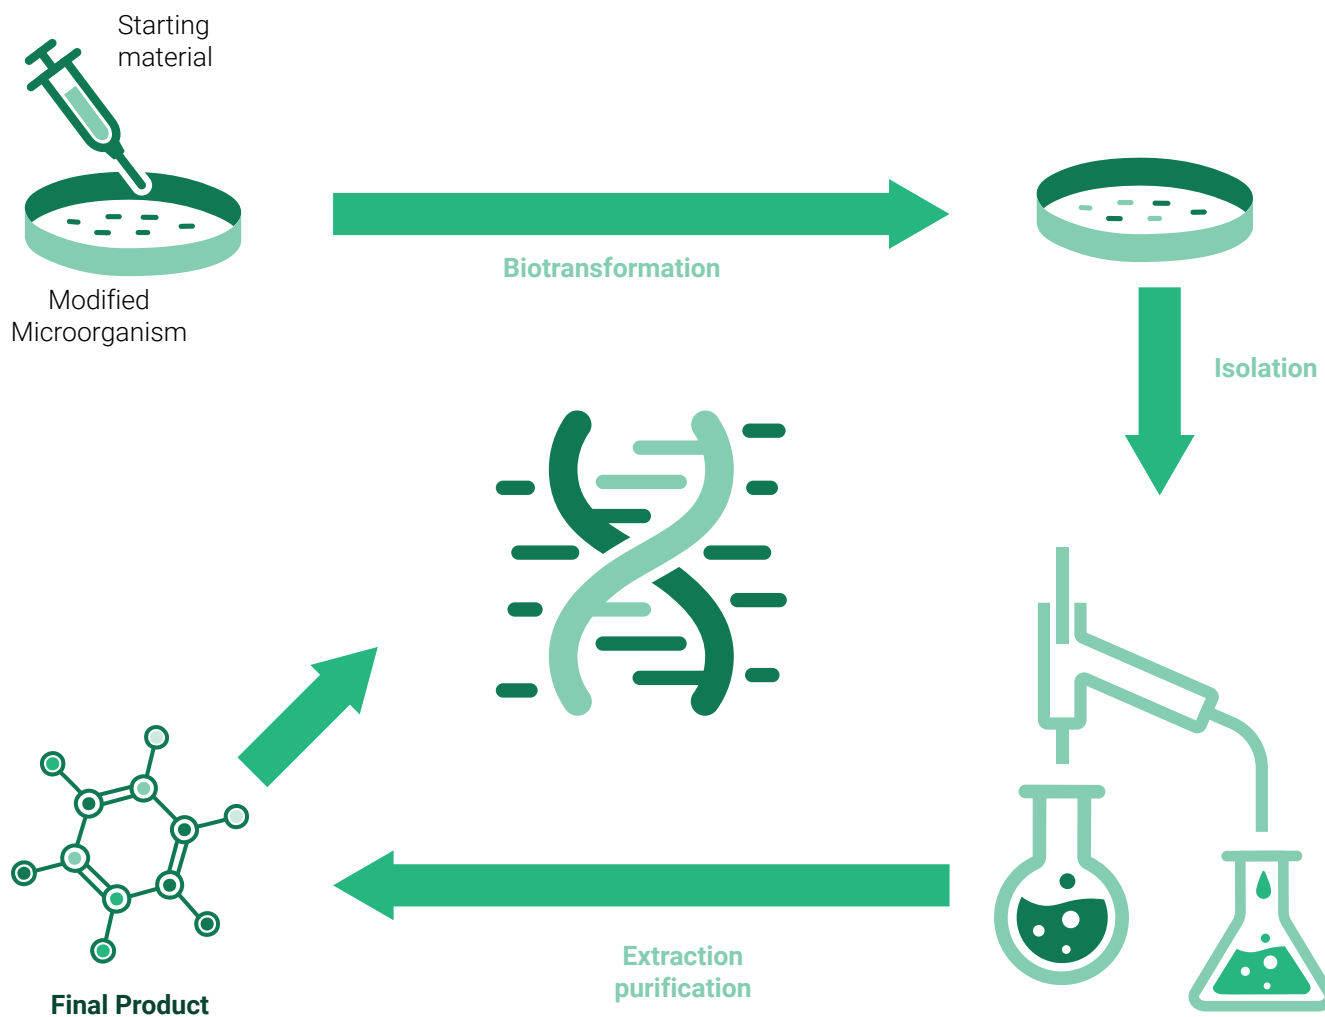 Starting
material
Modified
Microorganism
Biotransformation
Isolation
Extraction
purification
Final Product